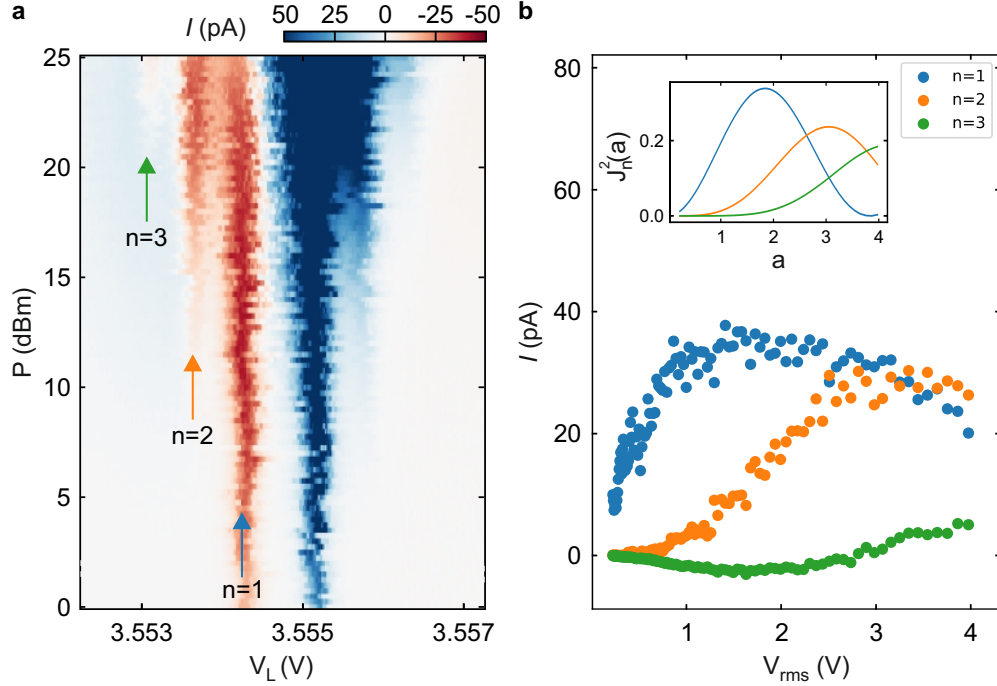 a
I (pA)
50 25 0 -25 -50
25
20
15
10
5
0
P (dBm)
n=3
n=2
n=1
3.553 3.555 3.557
V_L (V)
b
80
60
40
20
0
I (pA)
n=1
n=2
n=3
0.2
0.0
J_n^2(a)
1 2 3 4
a
1 2 3 4
V_rms (V)